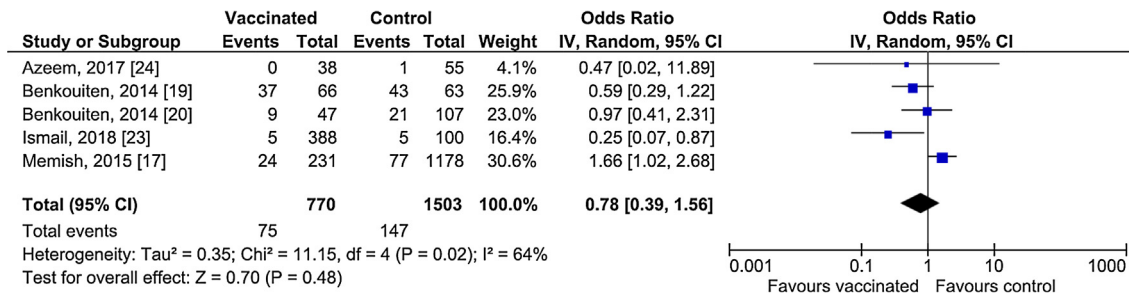 Vaccinated Control Odds Ratio Odds Ratio
Study or Subgroup Events Total Events Total Weight IV, Random, 95% CI IV, Random, 95% CI
Azeem, 2017 [24] 0 38 1 55 4.1% 0.47 [0.02, 11.89]
Benkouiten, 2014 [19] 37 66 43 63 25.9% 0.59 [0.29, 1.22]
Benkouiten, 2014 [20] 9 47 21 107 23.0% 0.97 [0.41, 2.31]
Ismail, 2018 [23] 5 388 5 100 16.4% 0.25 [0.07, 0.87]
Memish, 2015 [17] 24 231 77 1178 30.6% 1.66 [1.02, 2.68]
Total (95% CI) 770 1503 100.0% 0.78 [0.39, 1.56]
Total events 75 147
Heterogeneity: Tau² = 0.35; Chi² = 11.15, df = 4 (P = 0.02); I² = 64%
Test for overall effect: Z = 0.70 (P = 0.48)
0.001 0.1 1 10 1000
Favours vaccinated Favours control